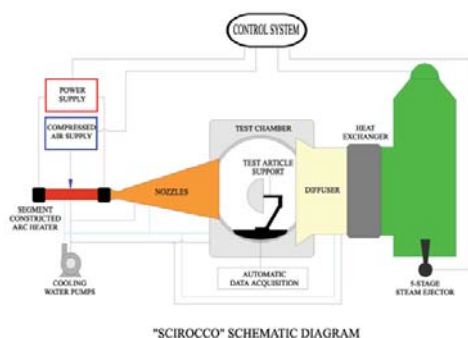 CONTROL SYSTEM
POWER
SUPPLY
COMPRESSED
AIR SUPPLY
TEST CHAMBER
HEAT
EXCHANGER
TEST ARTICLE
SUPPORT
NOZZLES
DIFFUSER
SEGMENT
CONSTRICTED
ARC HEATER
COOLING
WATER PUMPS
AUTOMATIC
DATA ACQUISITION
5-STAGE
STEAM EJECTOR
"SCIROCCO" SCHEMATIC DIAGRAM